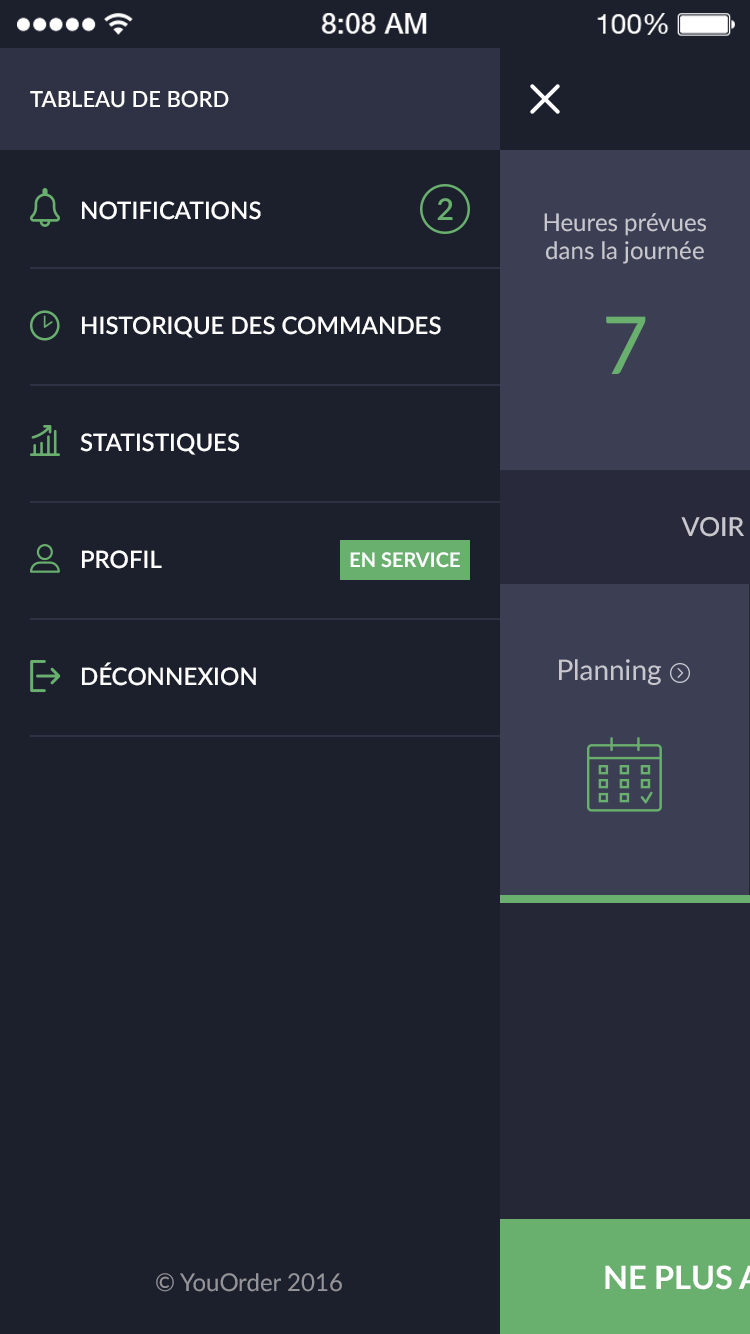 8:08 AM
100%
TABLEAU DE BORD
NOTIFICATIONS
2
HISTORIQUE DES COMMANDES
STATISTIQUES
PROFIL
EN SERVICE
DÉCONNEXION
© YouOrder 2016
Heures prévues
dans la journée
7
VOIR
Planning
NE PLUS